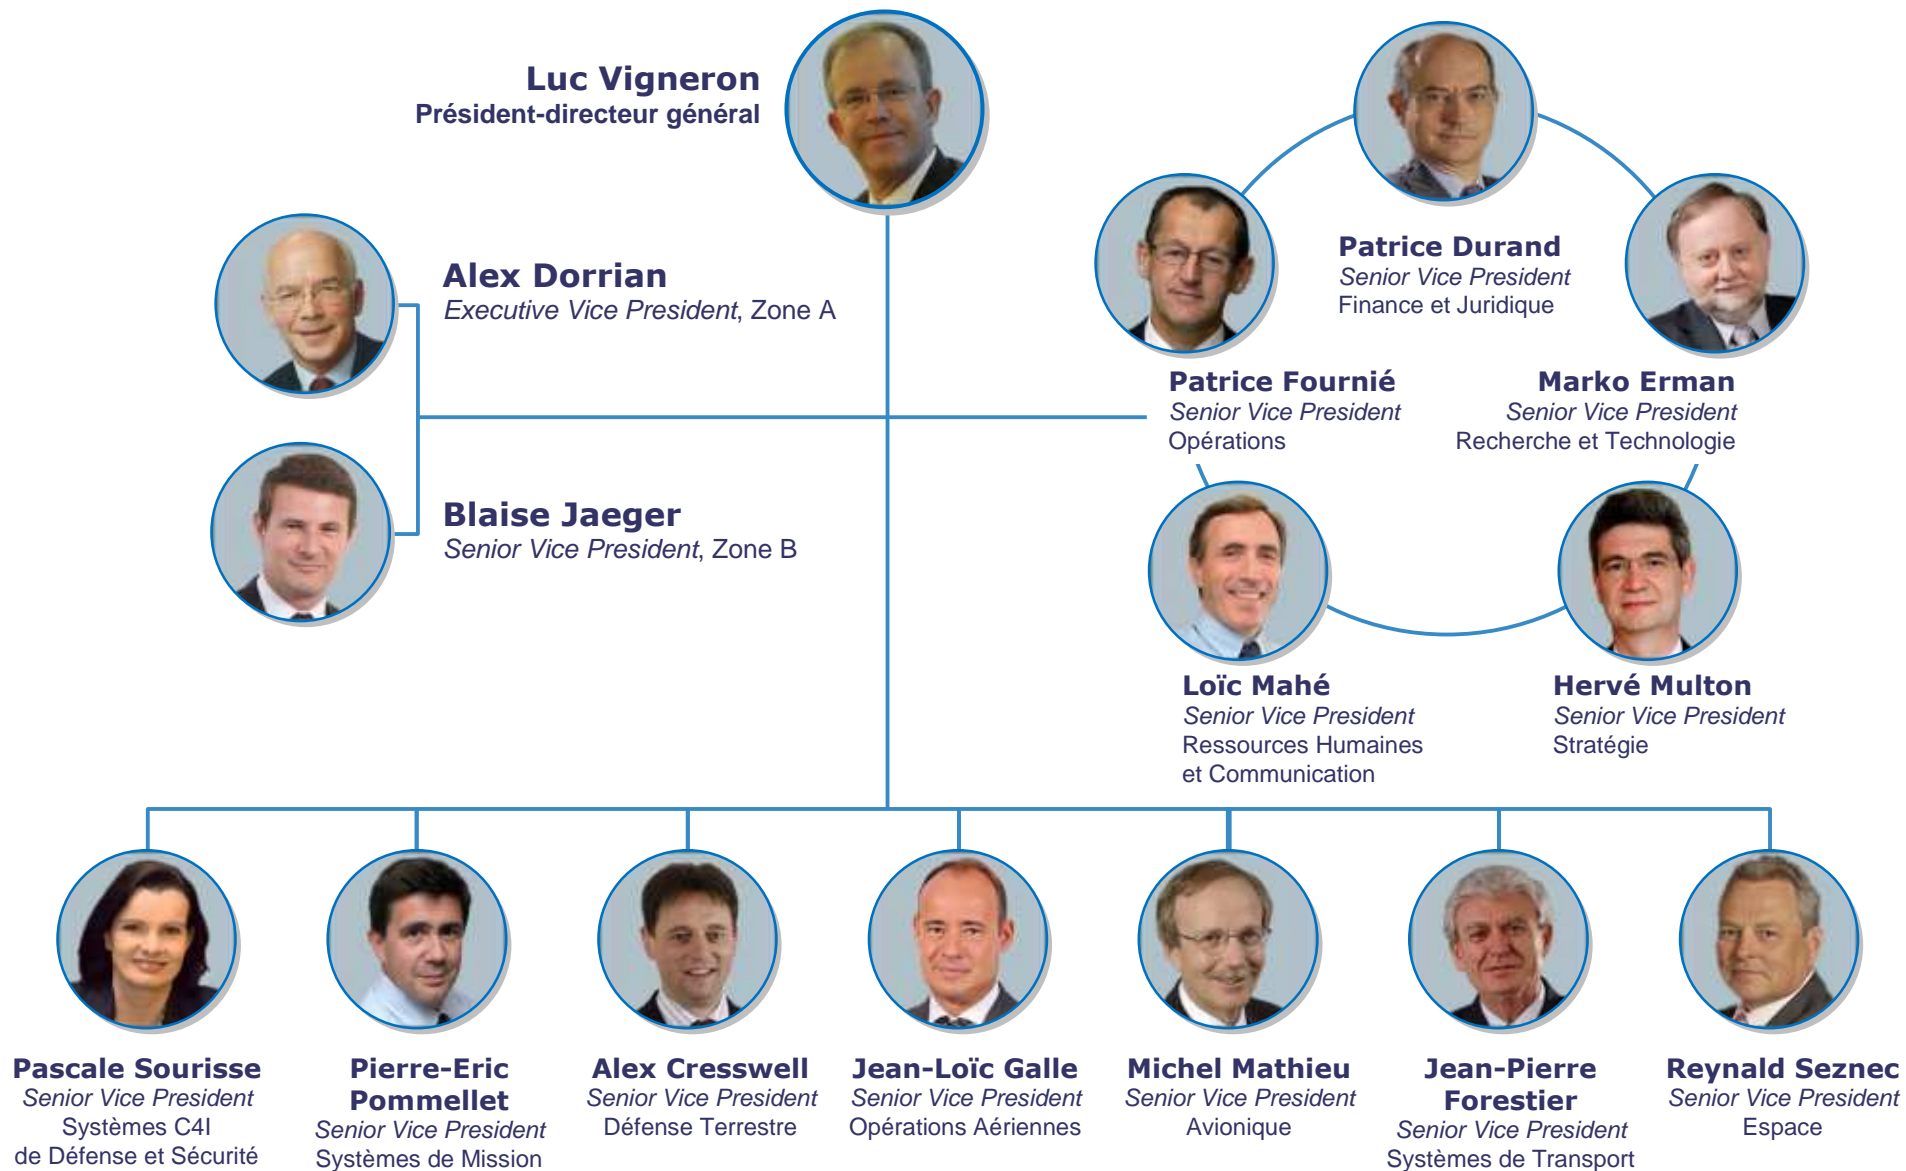 Luc Vigneron
Président-directeur général
Alex Dorrian
Executive Vice President, Zone A
Blaise Jaeger
Senior Vice President, Zone B
Patrice Durand
Senior Vice President
Finance et Juridique
Patrice Fournié
Senior Vice President
Opérations
Marko Erman
Senior Vice President
Recherche et Technologie
Loïc Mahé
Senior Vice President
Ressources Humaines
et Communication
Hervé Multon
Senior Vice President
Stratégie
Pascale Sourisse
Senior Vice President
Systèmes C4I
de Défense et Sécurité
Pierre-Eric
Pommellet
Senior Vice President
Systèmes de Mission
Alex Cresswell
Senior Vice President
Défense Terrestre
Jean-Loïc Galle
Senior Vice President
Opérations Aériennes
Michel Mathieu
Senior Vice President
Avionique
Jean-Pierre
Forestier
Senior Vice President
Systèmes de Transport
Reynald Seznec
Senior Vice President
Espace